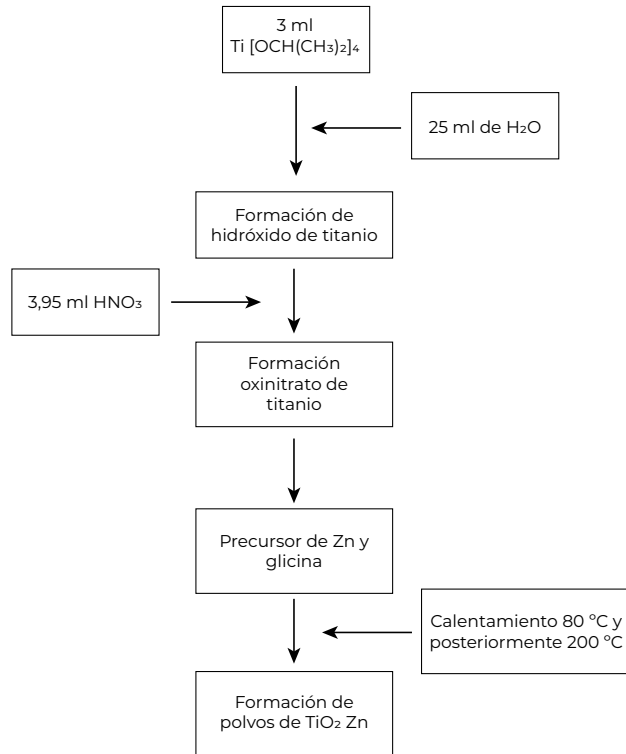 3 ml
Ti [OCH(CH₃)₂]₄
25 ml de H₂O
Formación de
hidróxido de titanio
3,95 ml HNO₃
Formación
oxinitrato de
titanio
Precursor de Zn y
glicina
Calentamiento 80 ºC y
posteriormente 200 ºC
Formación de
polvos de TiO₂ Zn